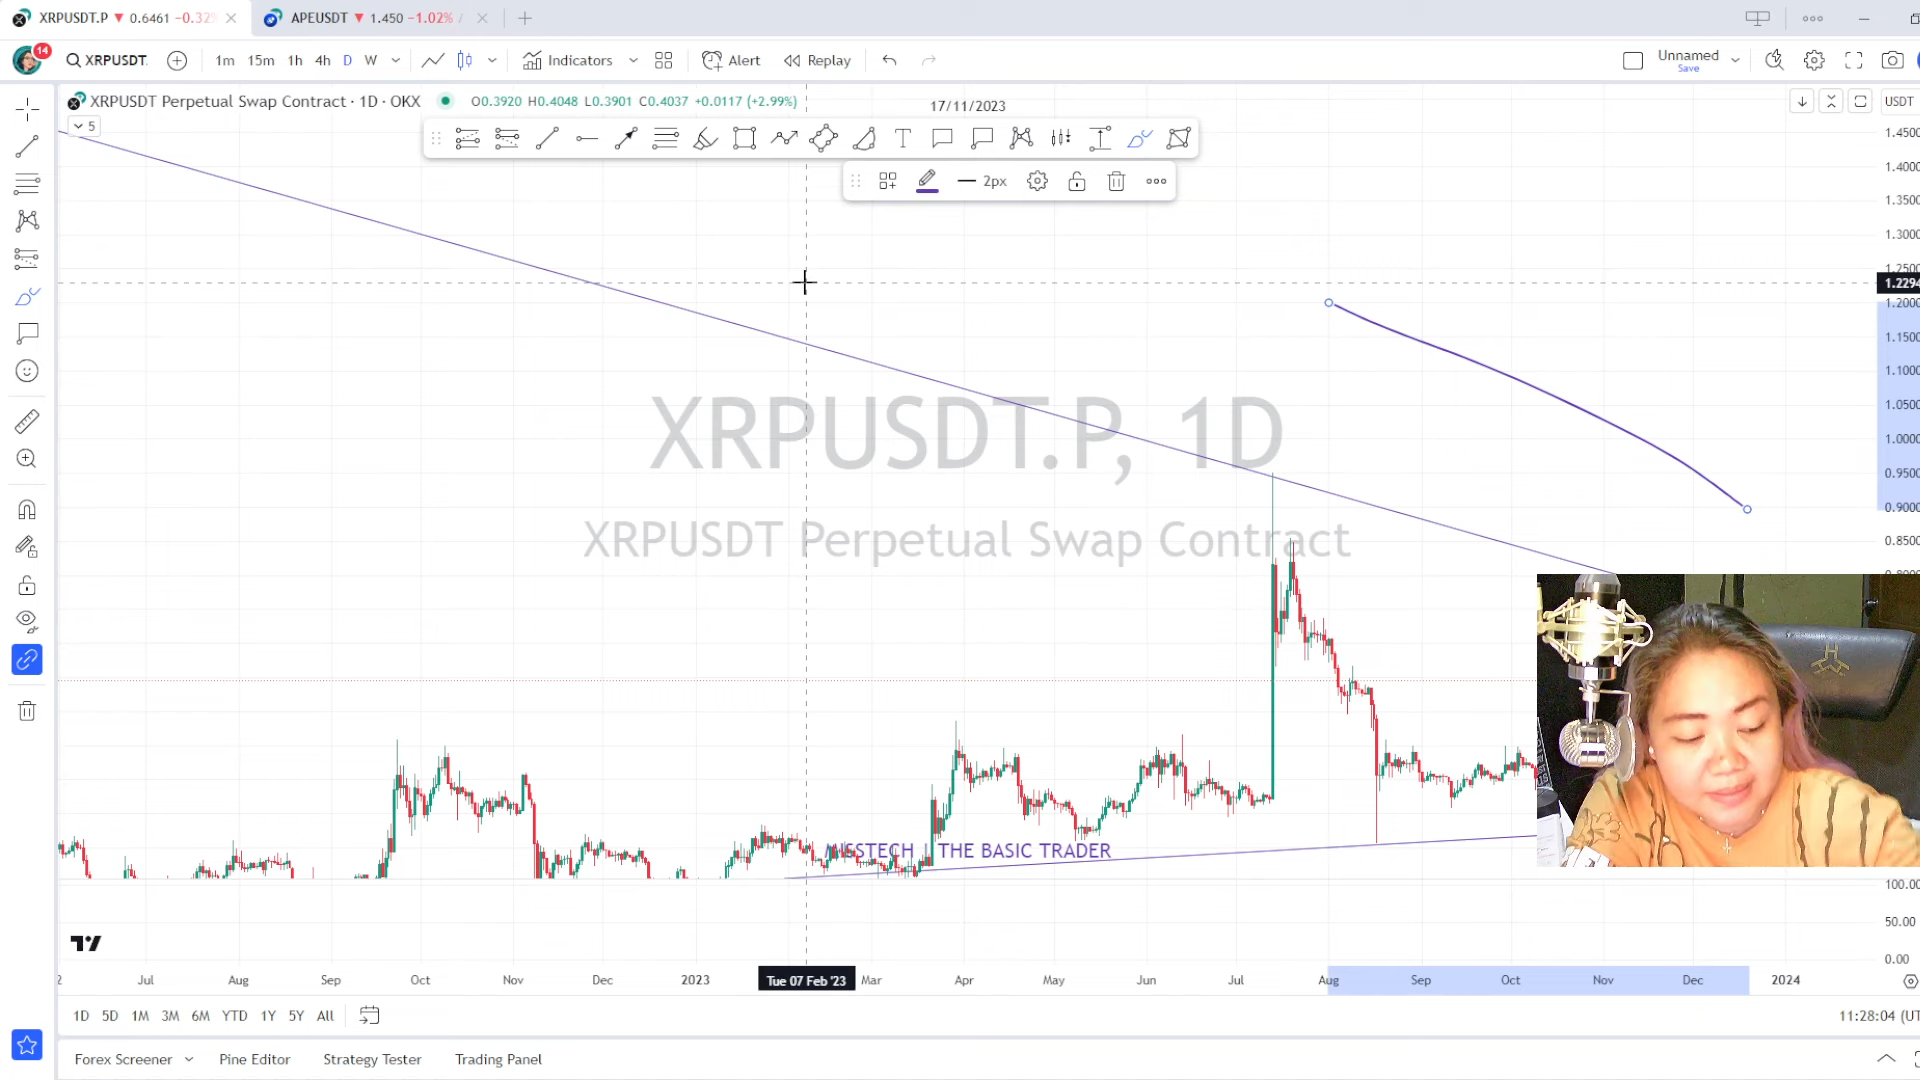 XRPUSDT.P ▼ 0.6461 −0.32%
APEUSDT ▼ 1.450 −1.02% /
14
XRPUSDT.
1m 15m 1h 4h D W
Indicators
Alert
Replay
Unnamed
Save
XRPUSDT Perpetual Swap Contract · 1D · OKX
O0.3920 H0.4048 L0.3901 C0.4037 +0.0117 (+2.99%)
17/11/2023
USDT
5
2px
1.4500
1.4000
1.3500
1.3000
1.2500
1.2294
1.2000
1.1500
1.1000
1.0500
1.0000
0.9500
0.9000
0.8500
XRPUSDT.P, 1D
XRPUSDT Perpetual Swap Contract
MISSTECH | THE BASIC TRADER
100.00
50.00
0.00
Jul Aug Sep Oct Nov Dec 2023 Tue 07 Feb '23 Mar Apr May Jun Jul Aug Sep Oct Nov Dec 2024
1D 5D 1M 3M 6M YTD 1Y 5Y All
11:28:04 (UT
Forex Screener Pine Editor Strategy Tester Trading Panel